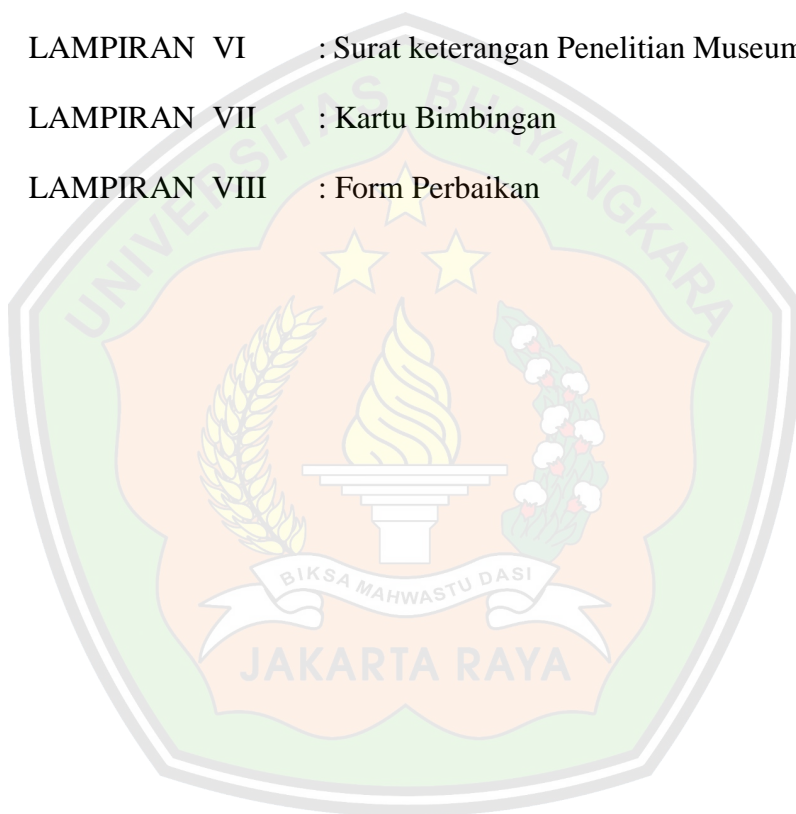 LAMPIRAN VI : Surat keterangan Penelitian Museum
LAMPIRAN VII : Kartu Bimbingan
LAMPIRAN VIII : Form Perbaikan
UNIVERSITAS BHAYANGKARA
BIKSA MAHWASTU DASI
JAKARTA RAYA